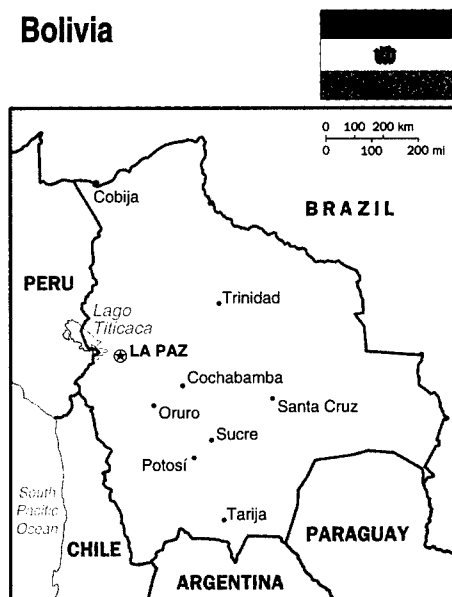 Bolivia
0 100 200 km
0 100 200 mi
Cobija
BRAZIL
PERU
Trinidad
Lago
Titicaca
LA PAZ
Cochabamba
Oruro
Santa Cruz
Sucre
Potosí
South
Pacific
Ocean
Tarija
PARAGUAY
CHILE
ARGENTINA